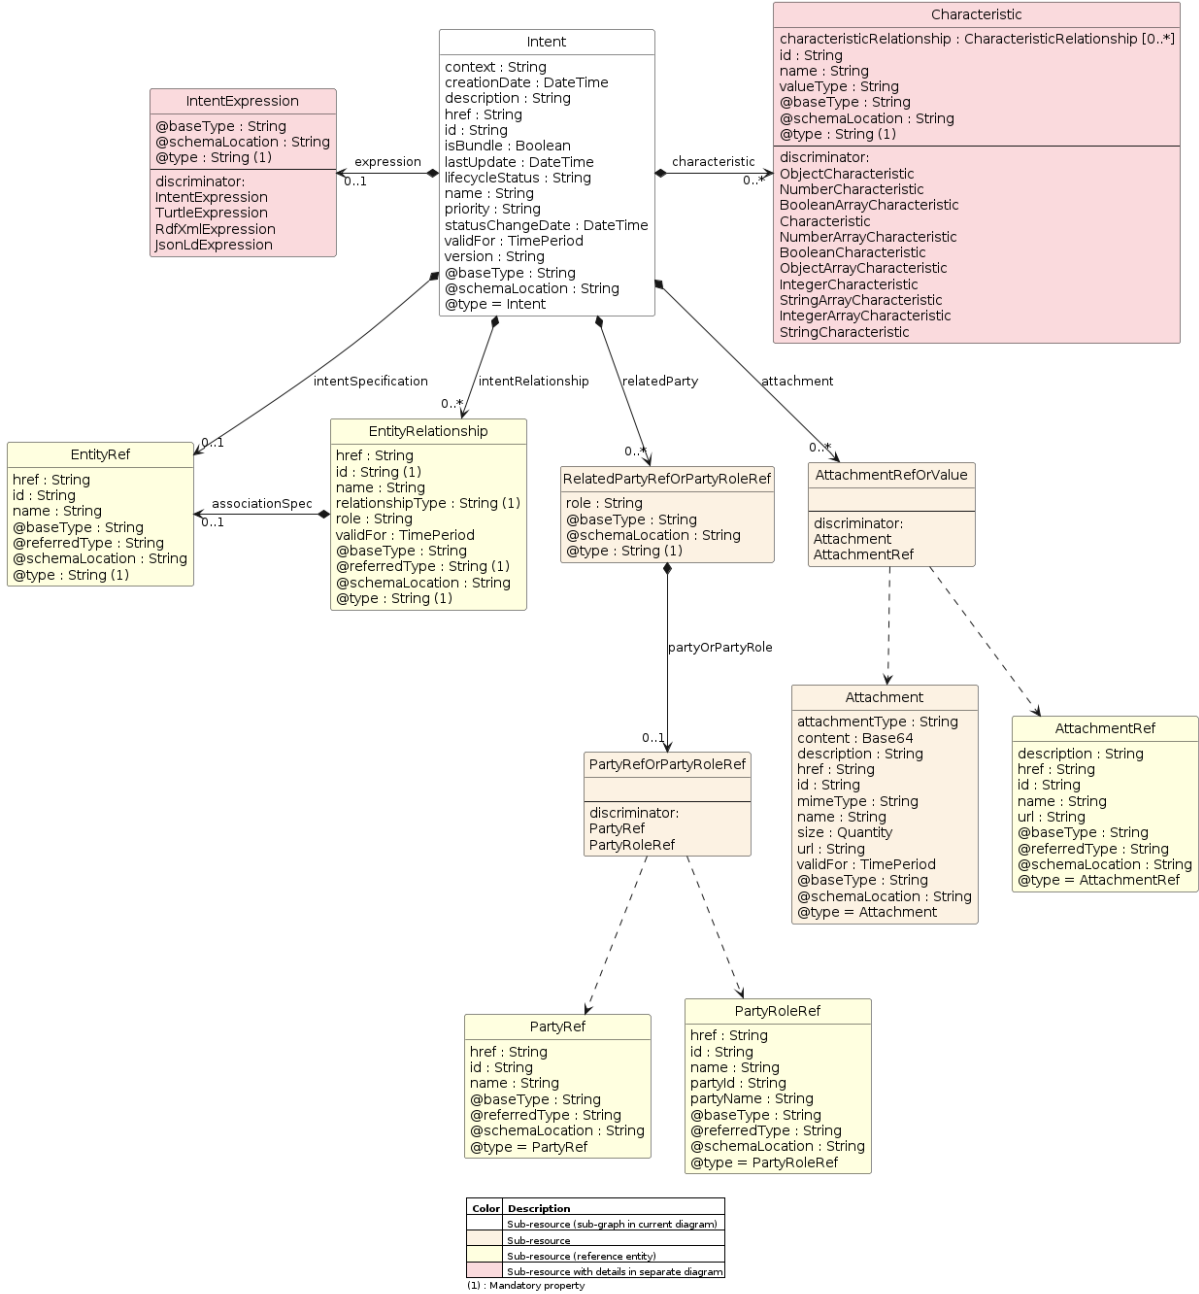 Characteristic
characteristicRelationship : CharacteristicRelationship [0..*]
id : String
name : String
valueType : String
@baseType : String
@schemaLocation : String
@type : String (1)
discriminator:
ObjectCharacteristic
NumberCharacteristic
BooleanArrayCharacteristic
Characteristic
NumberArrayCharacteristic
BooleanCharacteristic
ObjectArrayCharacteristic
IntegerCharacteristic
StringArrayCharacteristic
IntegerArrayCharacteristic
StringCharacteristic
Intent
context : String
creationDate : DateTime
description : String
href : String
id : String
isBundle : Boolean
lastUpdate : DateTime
lifecycleStatus : String
name : String
priority : String
statusChangeDate : DateTime
validFor : TimePeriod
version : String
@baseType : String
@schemaLocation : String
@type = Intent
IntentExpression
@baseType : String
@schemaLocation : String
@type : String (1)
discriminator:
IntentExpression
TurtleExpression
RdfXmlExpression
JsonLdExpression
expression
0..1
characteristic
0..*
intentSpecification
0..1
intentRelationship
0..*
relatedParty
0..*
attachment
0..*
EntityRef
href : String
id : String
name : String
@baseType : String
@referredType : String
@schemaLocation : String
@type : String (1)
associationSpec
0..1
EntityRelationship
href : String
id : String (1)
name : String
relationshipType : String (1)
role : String
validFor : TimePeriod
@baseType : String
@referredType : String (1)
@schemaLocation : String
@type : String (1)
RelatedPartyRefOrPartyRoleRef
role : String
@baseType : String
@schemaLocation : String
@type : String (1)
AttachmentRefOrValue
discriminator:
Attachment
AttachmentRef
partyOrPartyRole
0..1
Attachment
attachmentType : String
content : Base64
description : String
href : String
id : String
mimeType : String
name : String
size : Quantity
url : String
validFor : TimePeriod
@baseType : String
@schemaLocation : String
@type = Attachment
AttachmentRef
description : String
href : String
id : String
name : String
url : String
@baseType : String
@referredType : String
@schemaLocation : String
@type = AttachmentRef
PartyRefOrPartyRoleRef
discriminator:
PartyRef
PartyRoleRef
PartyRef
href : String
id : String
name : String
@baseType : String
@referredType : String
@schemaLocation : String
@type = PartyRef
PartyRoleRef
href : String
id : String
name : String
partyId : String
partyName : String
@baseType : String
@referredType : String
@schemaLocation : String
@type = PartyRoleRef
Color Description
Sub-resource (sub-graph in current diagram)
Sub-resource
Sub-resource (reference entity)
Sub-resource with details in separate diagram
(1) : Mandatory property